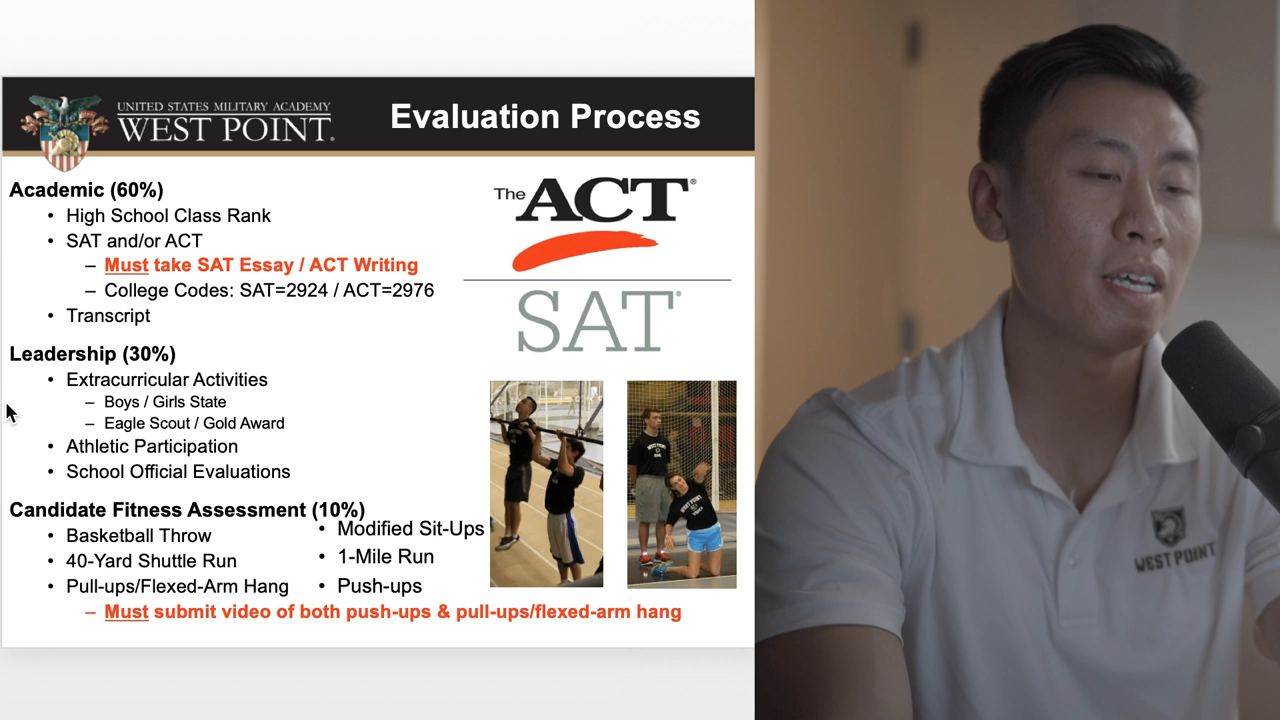 UNITED STATES MILITARY ACADEMY
WEST POINT.
Evaluation Process
Academic (60%)
• High School Class Rank
• SAT and/or ACT
– Must take SAT Essay / ACT Writing
– College Codes: SAT=2924 / ACT=2976
• Transcript
Leadership (30%)
• Extracurricular Activities
– Boys / Girls State
– Eagle Scout / Gold Award
• Athletic Participation
• School Official Evaluations
Candidate Fitness Assessment (10%)
• Basketball Throw
• 40-Yard Shuttle Run
• Pull-ups/Flexed-Arm Hang
• Modified Sit-Ups
• 1-Mile Run
• Push-ups
– Must submit video of both push-ups & pull-ups/flexed-arm hang
The ACT®
SAT®
WEST POINT
WEST POINT
WEST POINT